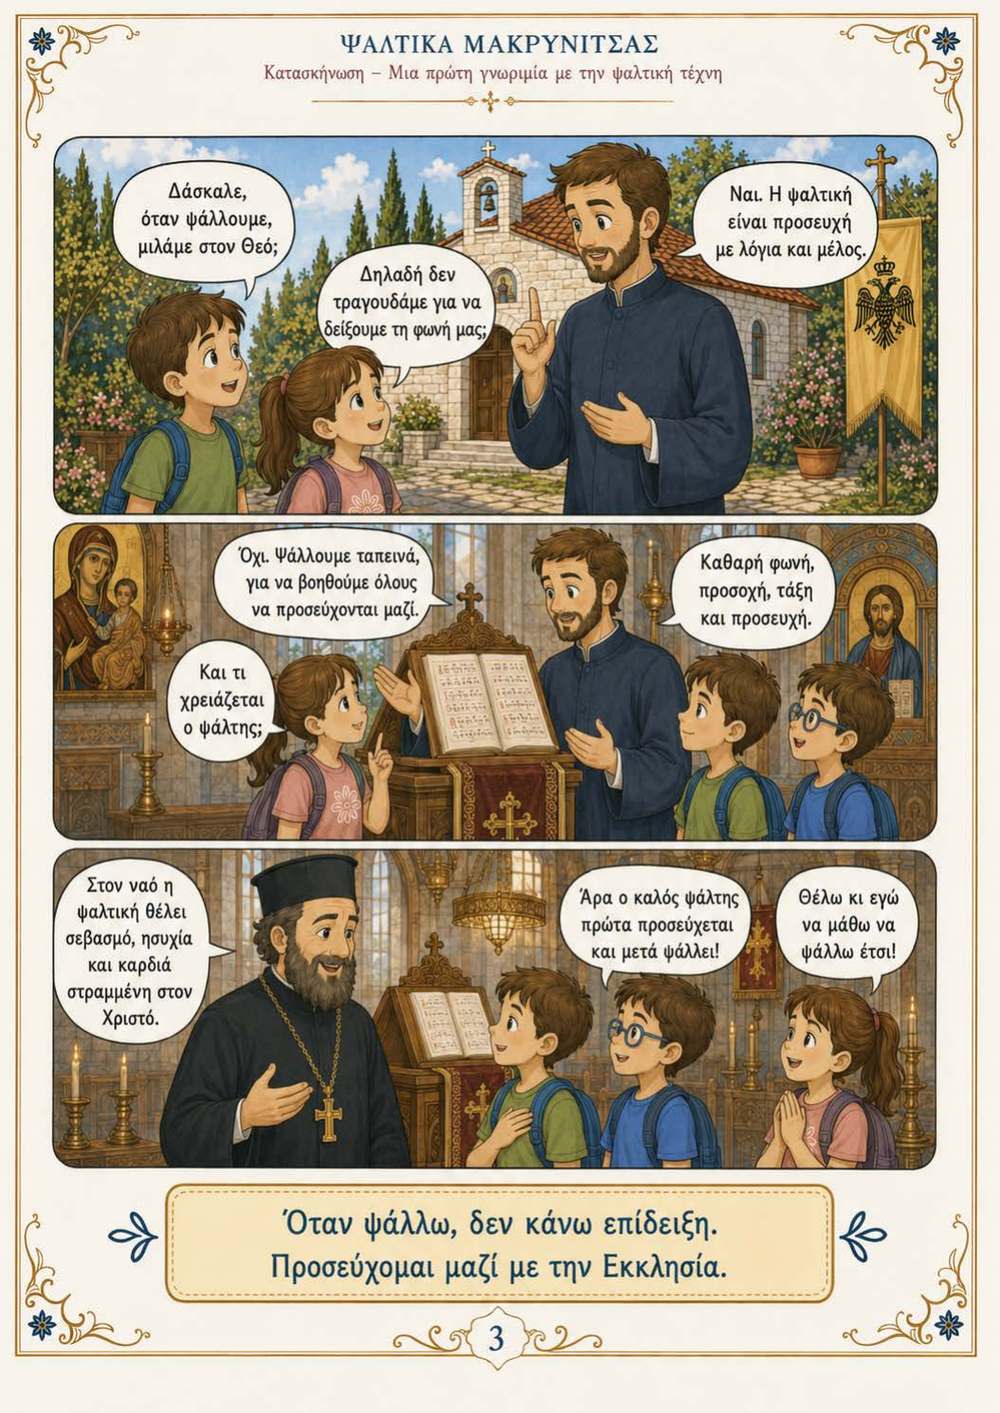 ΨΑΛΤΙΚΑ ΜΑΚΡΥΝΙΤΣΑΣ
Κατασκήνωση – Μια πρώτη γνωριμία με την ψαλτική τέχνη
Δάσκαλε,
όταν ψάλλουμε,
μιλάμε στον Θεό;
Δηλαδή δεν
τραγουδάμε για να
δείξουμε τη φωνή μας;
Ναι. Η ψαλτική
είναι προσευχή
με λόγια και μέλος.
Όχι. Ψάλλουμε ταπεινά,
για να βοηθούμε όλους
να προσεύχονται μαζί.
Και τι
χρειάζεται
ο ψάλτης;
Καθαρή φωνή,
προσοχή, τάξη
και προσευχή.
Στον ναό η
ψαλτική θέλει
σεβασμό, ησυχία
και καρδιά
στραμμένη στον
Χριστό.
Άρα ο καλός ψάλτης
πρώτα προσεύχεται
και μετά ψάλλει!
Θέλω κι εγώ
να μάθω να
ψάλλω έτσι!
Όταν ψάλλω, δεν κάνω επίδειξη.
Προσεύχομαι μαζί με την Εκκλησία.
3